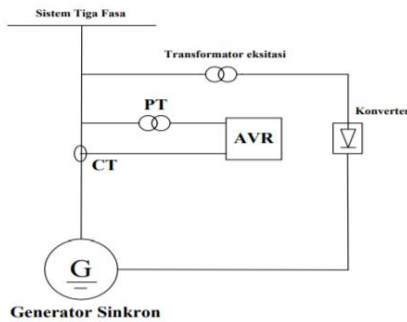 Sistem Tiga Fasa
Transformator eksitasi
PT
Konverter
AVR
CT
G
Generator Sinkron